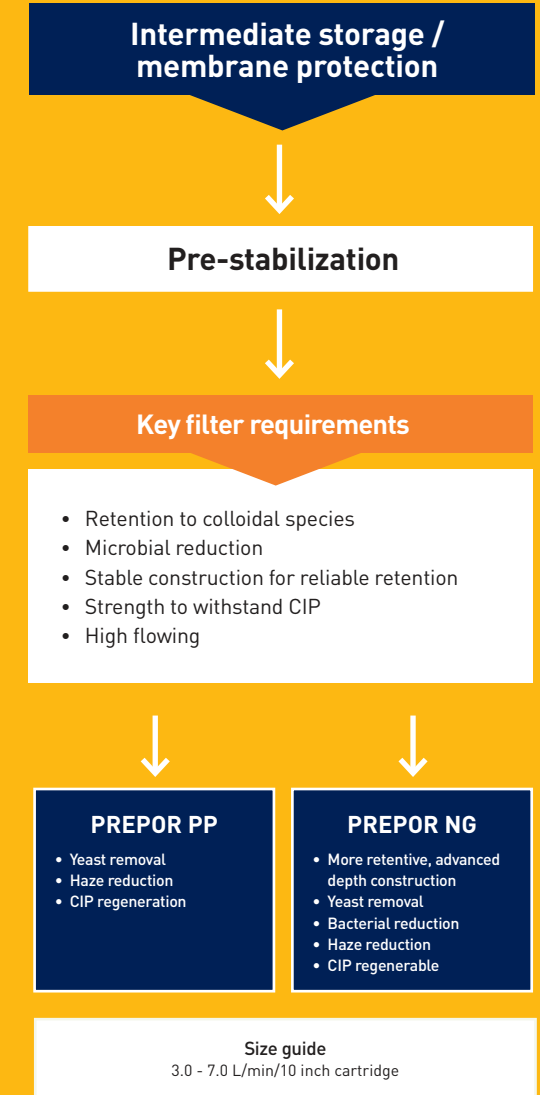 Intermediate storage /
membrane protection
Pre-stabilization
Key filter requirements
• Retention to colloidal species
• Microbial reduction
• Stable construction for reliable retention
• Strength to withstand CIP
• High flowing
PREPOR PP
• Yeast removal
• Haze reduction
• CIP regeneration
PREPOR NG
• More retentive, advanced
depth construction
• Yeast removal
• Bacterial reduction
• Haze reduction
• CIP regenerable
Size guide
3.0 - 7.0 L/min/10 inch cartridge